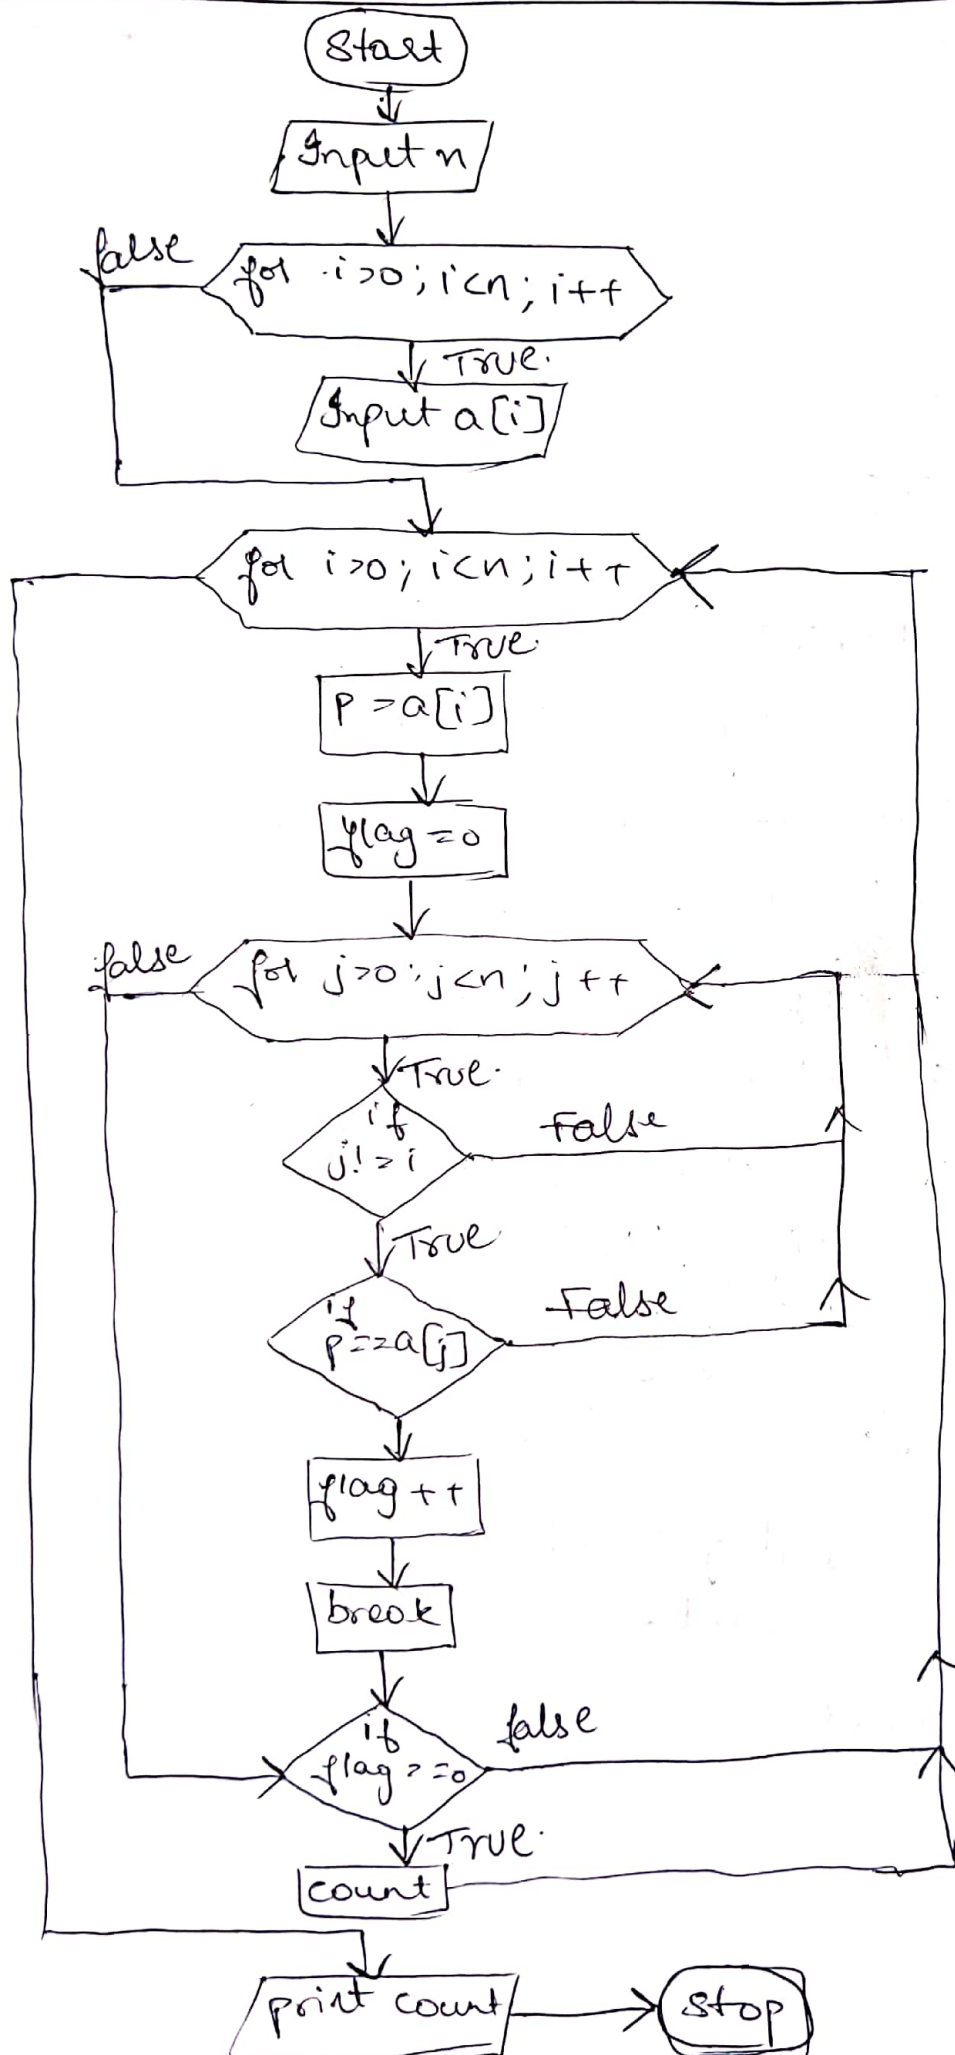 Start
Input n
false
for i>0; i<n; i++
True.
Input a[i]
for i>0; i<n; i++
True.
P >a[i]
flag=0
false
for j>0; j<n; j++
True.
if
j!>i
False
True
if
p==a[j]
False
flag++
break
if
flag>=0
false
True.
count
print count
stop